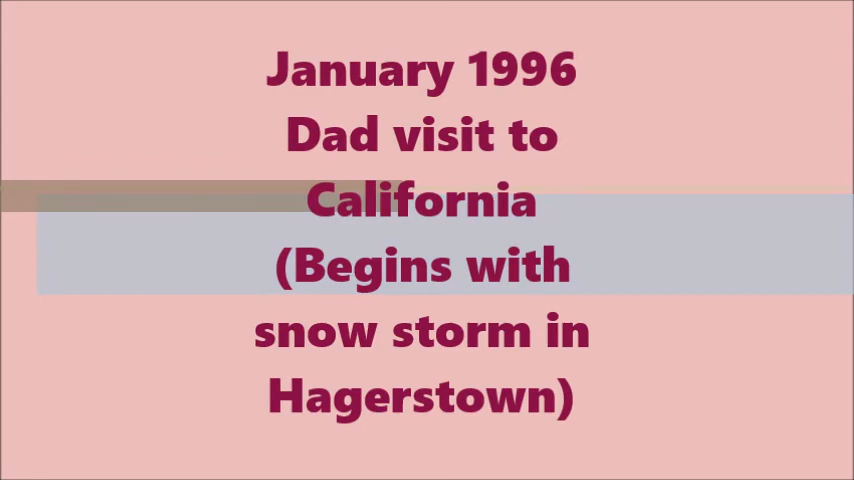 January 1996
Dad visit to
California
(Begins with
snow storm in
Hagerstown)